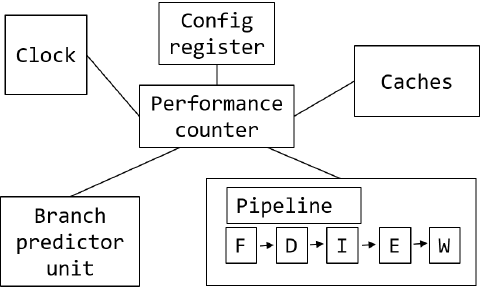 Clock
Config
register
Caches
Performance
counter
Branch
predictor
unit
Pipeline
F D I E W